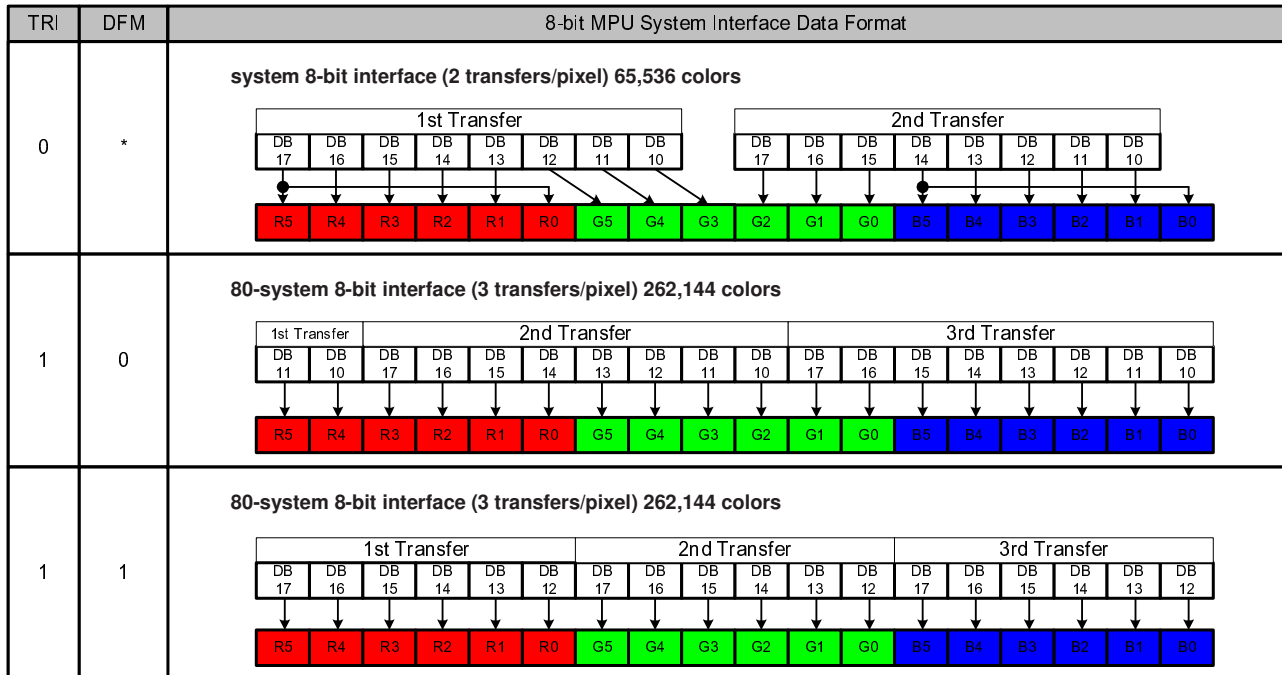 TRI DFM 8-bit MPU System Interface Data Format
system 8-bit interface (2 transfers/pixel) 65,536 colors
1st Transfer 2nd Transfer
0 *
DB DB DB DB DB DB DB DB DB DB DB DB DB DB DB DB
17 16 15 14 13 12 11 10 17 16 15 14 13 12 11 10
R5 R4 R3 R2 R1 R0 G5 G4 G3 G2 G1 G0 B5 B4 B3 B2 B1 B0
80-system 8-bit interface (3 transfers/pixel) 262,144 colors
1st Transfer 2nd Transfer 3rd Transfer
1 0
DB DB DB DB DB DB DB DB DB DB DB DB DB DB DB DB DB DB
11 10 17 16 15 14 13 12 11 10 17 16 15 14 13 12 11 10
R5 R4 R3 R2 R1 R0 G5 G4 G3 G2 G1 G0 B5 B4 B3 B2 B1 B0
80-system 8-bit interface (3 transfers/pixel) 262,144 colors
1st Transfer 2nd Transfer 3rd Transfer
1 1
DB DB DB DB DB DB DB DB DB DB DB DB DB DB DB DB DB DB
17 16 15 14 13 12 17 16 15 14 13 12 17 16 15 14 13 12
R5 R4 R3 R2 R1 R0 G5 G4 G3 G2 G1 G0 B5 B4 B3 B2 B1 B0